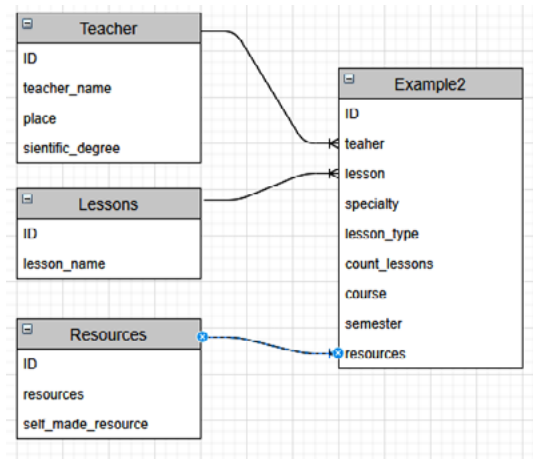 Teacher
ID
teacher_name
place
sientific_degree
Lessons
ID
lesson_name
Resources
ID
resources
self_made_resource
Example2
ID
teaher
lesson
specialty
lesson_type
count_lessons
course
semester
resources